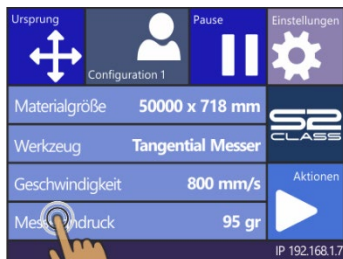 Ursprung
Configuration 1
Pause
Einstellungen
Materialgröße 50000 x 718 mm
Werkzeug Tangential Messer
Geschwindigkeit 800 mm/s
95 gr
S2
CLASS
Aktionen
IP 192.168.1.7